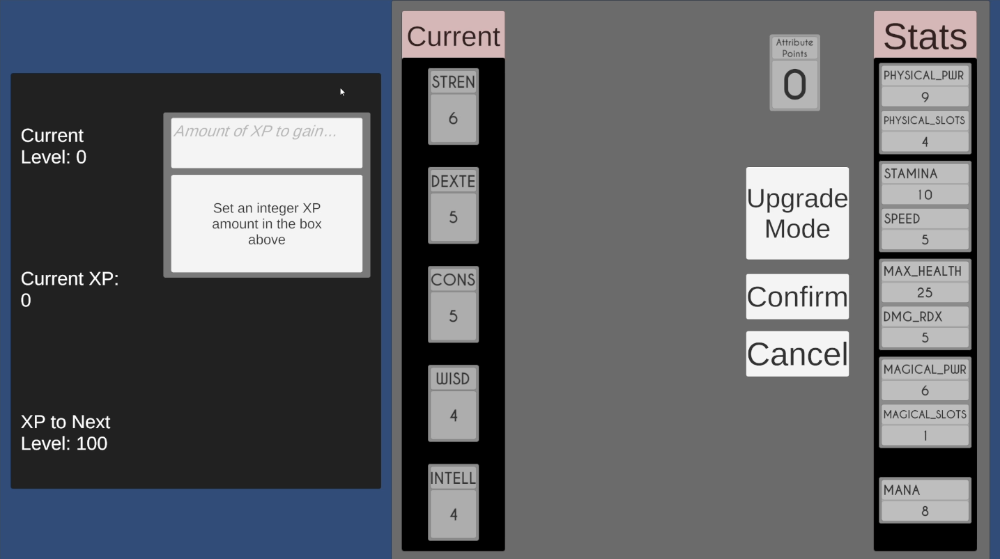 Current
Level: 0
Amount of XP to gain...
Set an integer XP
amount in the box
above
Current XP:
0
XP to Next
Level: 100
Current
STREN
6
DEXTE
5
CONS
5
WISD
4
INTELL
4
Attribute
Points
0
Upgrade
Mode
Confirm
Cancel
Stats
PHYSICAL_PWR
9
PHYSICAL_SLOTS
4
STAMINA
10
SPEED
5
MAX_HEALTH
25
DMG_RDX
5
MAGICAL_PWR
6
MAGICAL_SLOTS
1
MANA
8